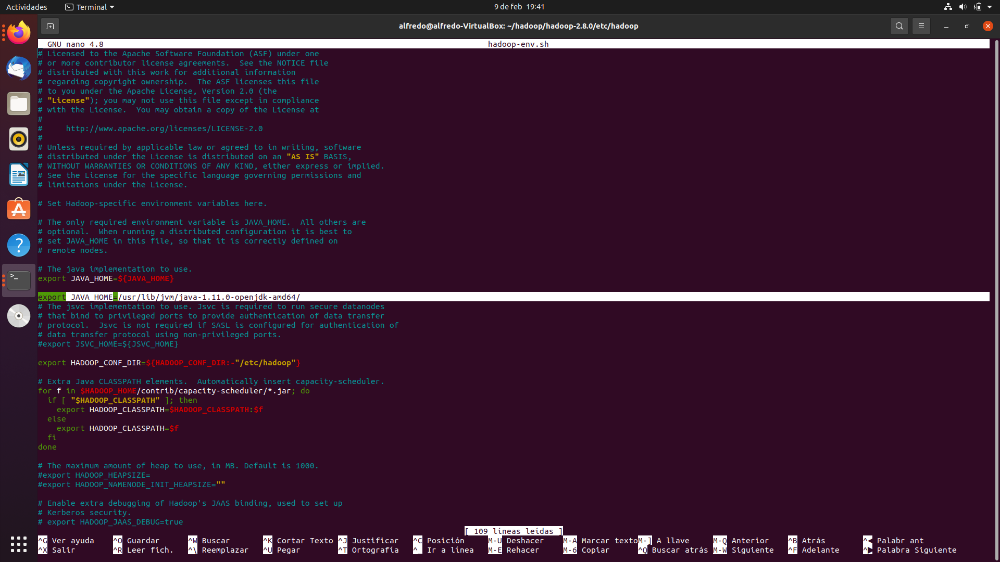 Actividades Terminal 9 de feb 19:41
alfredo@alfredo-VirtualBox: ~/hadoop/hadoop-2.8.0/etc/hadoop
GNU nano 4.8 hadoop-env.sh
# Licensed to the Apache Software Foundation (ASF) under one
# or more contributor license agreements.  See the NOTICE file
# distributed with this work for additional information
# regarding copyright ownership.  The ASF licenses this file
# to you under the Apache License, Version 2.0 (the
# "License"); you may not use this file except in compliance
# with the License.  You may obtain a copy of the License at
#
#     http://www.apache.org/licenses/LICENSE-2.0
#
# Unless required by applicable law or agreed to in writing, software
# distributed under the License is distributed on an "AS IS" BASIS,
# WITHOUT WARRANTIES OR CONDITIONS OF ANY KIND, either express or implied.
# See the License for the specific language governing permissions and
# limitations under the License.
# Set Hadoop-specific environment variables here.
# The only required environment variable is JAVA_HOME.  All others are
# optional.  When running a distributed configuration it is best to
# set JAVA_HOME in this file, so that it is correctly defined on
# remote nodes.
# The java implementation to use.
export JAVA_HOME=${JAVA_HOME}
export JAVA_HOME=/usr/lib/jvm/java-1.11.0-openjdk-amd64/
# The jsvc implementation to use. Jsvc is required to run secure datanodes
# that bind to privileged ports to provide authentication of data transfer
# protocol.  Jsvc is not required if SASL is configured for authentication of
# data transfer protocol using non-privileged ports.
#export JSVC_HOME=${JSVC_HOME}
export HADOOP_CONF_DIR=${HADOOP_CONF_DIR:-"/etc/hadoop"}
# Extra Java CLASSPATH elements.  Automatically insert capacity-scheduler.
for f in $HADOOP_HOME/contrib/capacity-scheduler/*.jar; do
  if [ "$HADOOP_CLASSPATH" ]; then
    export HADOOP_CLASSPATH=$HADOOP_CLASSPATH:$f
  else
    export HADOOP_CLASSPATH=$f
  fi
done
# The maximum amount of heap to use, in MB. Default is 1000.
#export HADOOP_HEAPSIZE=
#export HADOOP_NAMENODE_INIT_HEAPSIZE=""
# Enable extra debugging of Hadoop's JAAS binding, used to set up
# Kerberos security.
# export HADOOP_JAAS_DEBUG=true
[ 109 líneas leídas ]
^G Ver ayuda ^O Guardar ^W Buscar ^K Cortar Texto ^J Justificar ^C Posición M-U Deshacer M-A Marcar texto M-] A llave M-Q Anterior ^B Atrás ^◀ Palabr ant
^X Salir ^R Leer fich. ^\ Reemplazar ^U Pegar ^T Ortografía ^_ Ir a línea M-E Rehacer M-6 Copiar ^Q Buscar atrás M-W Siguiente ^F Adelante ^▶ Palabra Siguiente